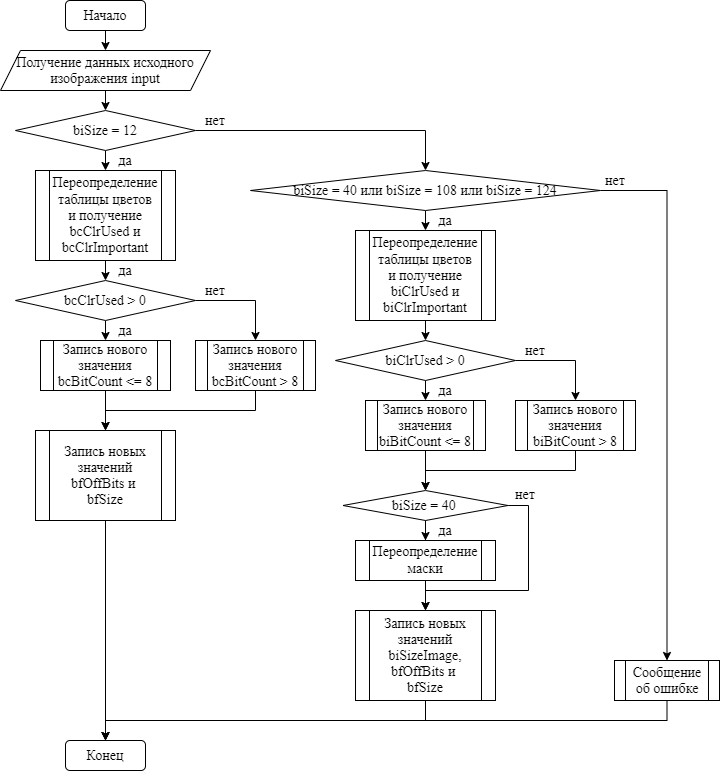 Начало
Получение данных исходного
изображения input
biSize = 12
нет
да
Переопределение
таблицы цветов
и получение
bcClrUsed и
bcClrImportant
да
bcClrUsed > 0
нет
да
Запись нового
значения
bcBitCount <= 8
Запись нового
значения
bcBitCount > 8
Запись новых
значений
bfOffBits и
bfSize
biSize = 40 или biSize = 108 или biSize = 124
нет
да
Переопределение
таблицы цветов
и получение
biClrUsed и
biClrImportant
biClrUsed > 0
нет
да
Запись нового
значения
biBitCount <= 8
Запись нового
значения
biBitCount > 8
biSize = 40
нет
да
Переопределение
маски
Запись новых
значений
biSizeImage,
bfOffBits и
bfSize
Сообщение
об ошибке
Конец